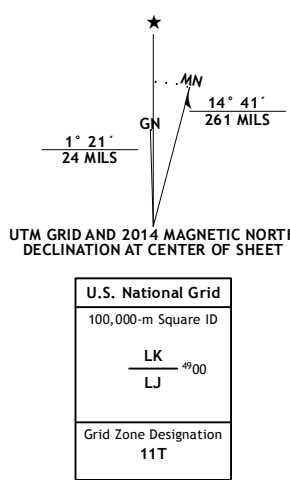 ★
MN
GN
14° 41´
261 MILS
1° 21´
24 MILS
UTM GRID AND 2014 MAGNETIC NORTH
DECLINATION AT CENTER OF SHEET
U.S. National Grid
100,000-m Square ID
LK
4900
LJ
Grid Zone Designation
11T